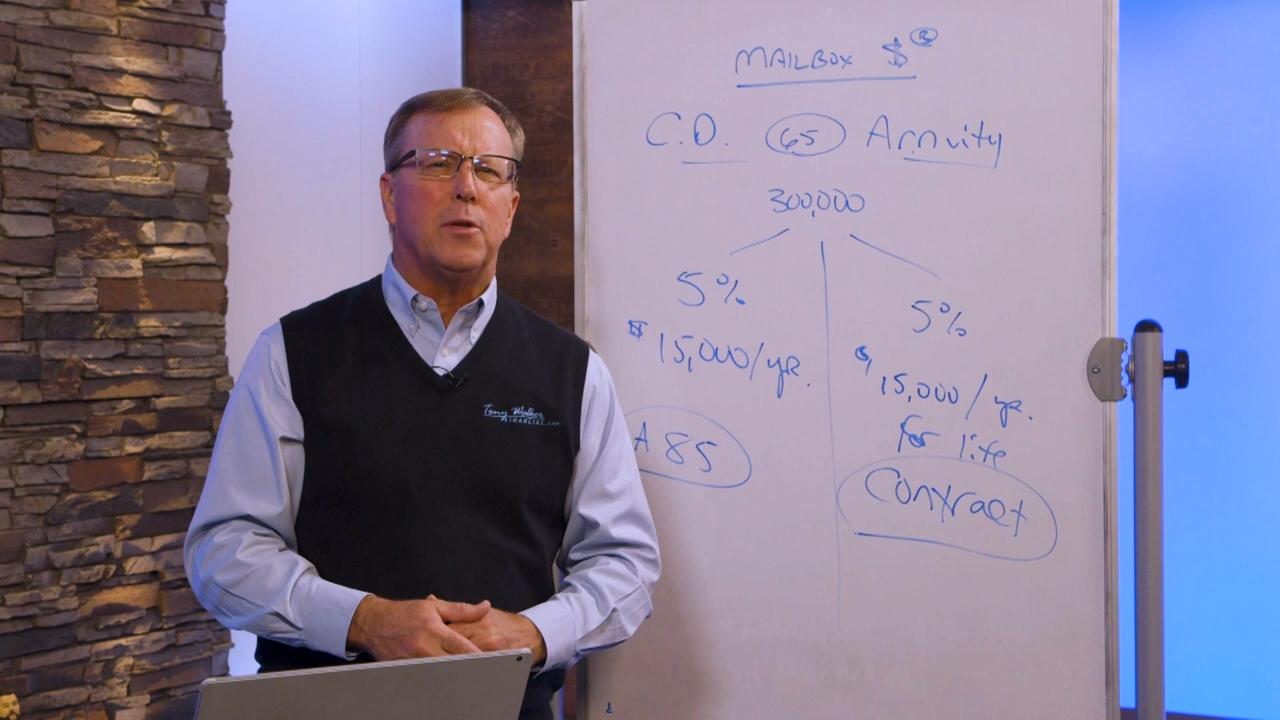 MAILBOX $®
C.D. 65 Annuity
300,000
5%
$15,000/yr.
A 85
5%
$15,000/yr.
for life
Contract
Tony Walker
FINANCIAL.COM